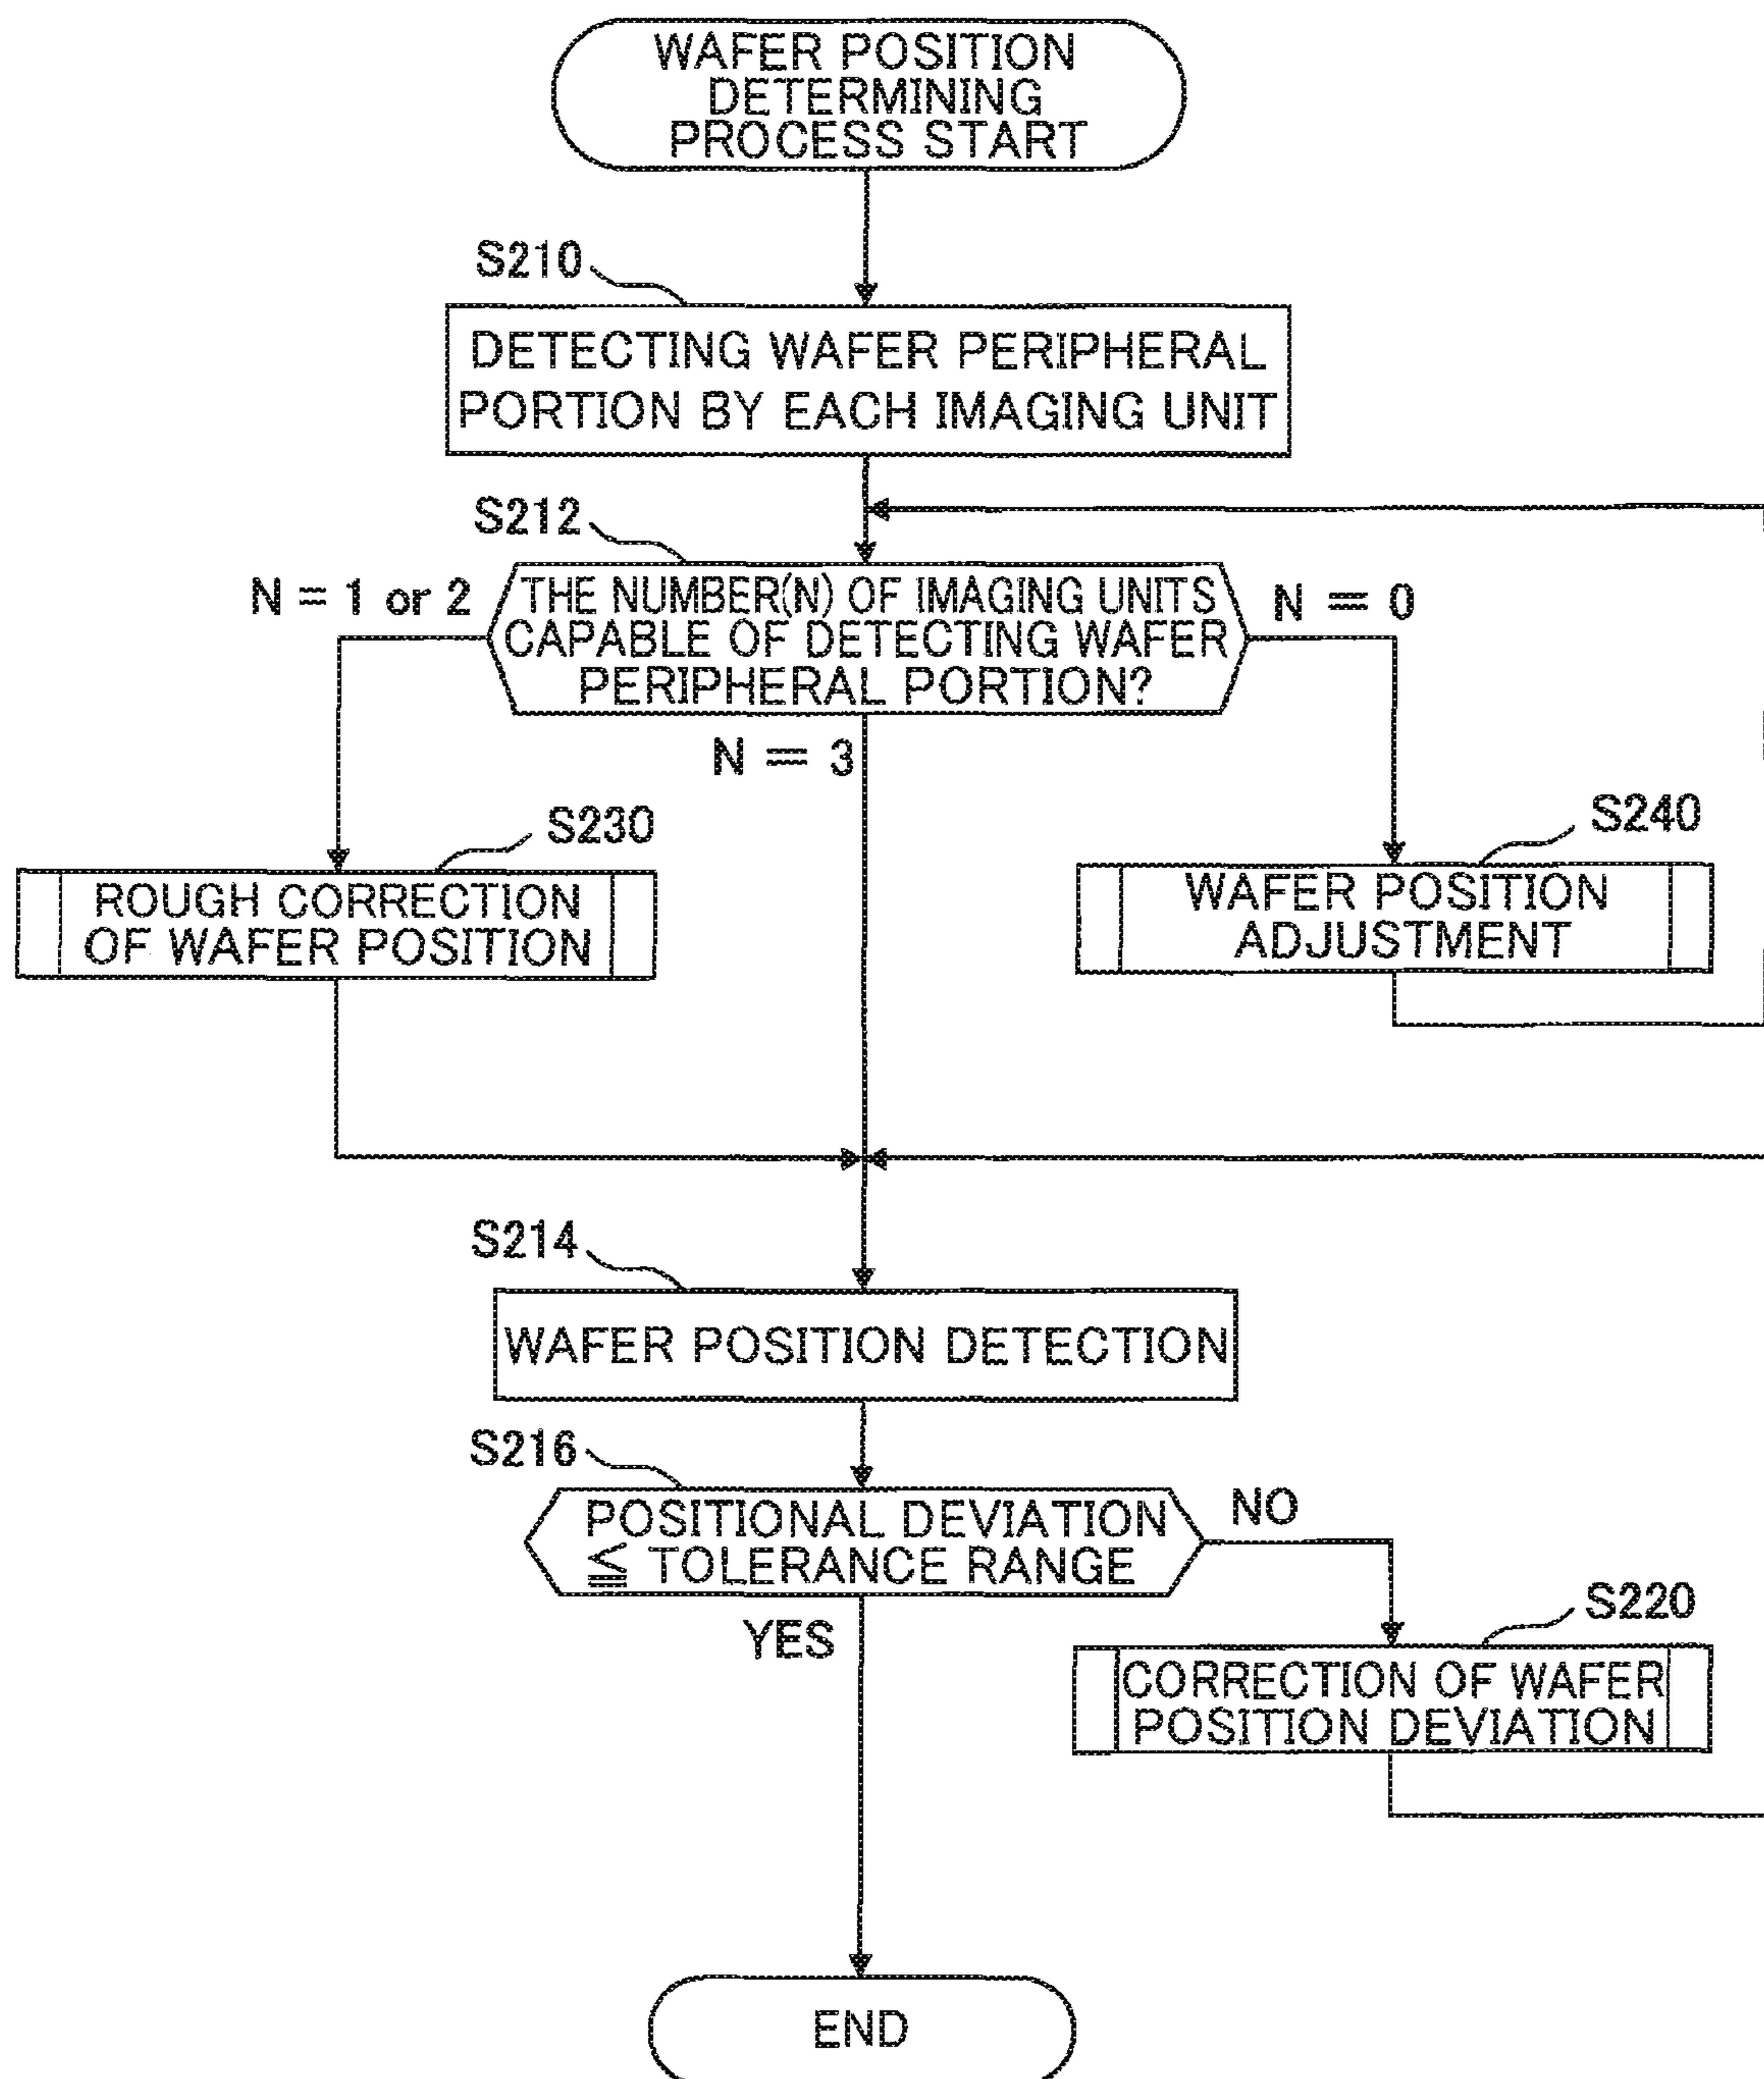 WAFER POSITION
DETERMINING
PROCESS START
S210
DETECTING WAFER PERIPHERAL
PORTION BY EACH IMAGING UNIT
S212
N = 1 or 2
THE NUMBER(N) OF IMAGING UNITS
CAPABLE OF DETECTING WAFER
PERIPHERAL PORTION?
N = 0
N = 3
S230
ROUGH CORRECTION
OF WAFER POSITION
S240
WAFER POSITION
ADJUSTMENT
S214
WAFER POSITION DETECTION
S216
POSITIONAL DEVIATION
≦ TOLERANCE RANGE
NO
YES
S220
CORRECTION OF WAFER
POSITION DEVIATION
END